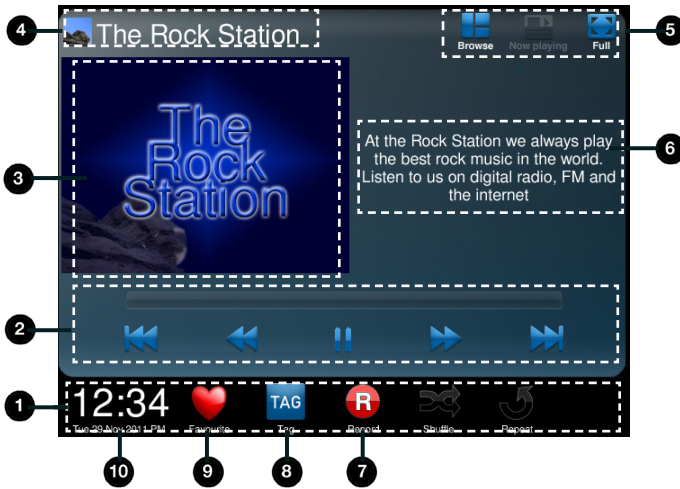 4
The Rock Station
Browse
Now playing
Full
5
The
Rock
Station
3
At the Rock Station we always play
the best rock music in the world.
Listen to us on digital radio, FM and
the internet
6
2
1
12:34
TAG
R
Tue 29 Nov 2011 PM
Favourite
Tag
Record
Shuffle
Repeat
10
9
8
7